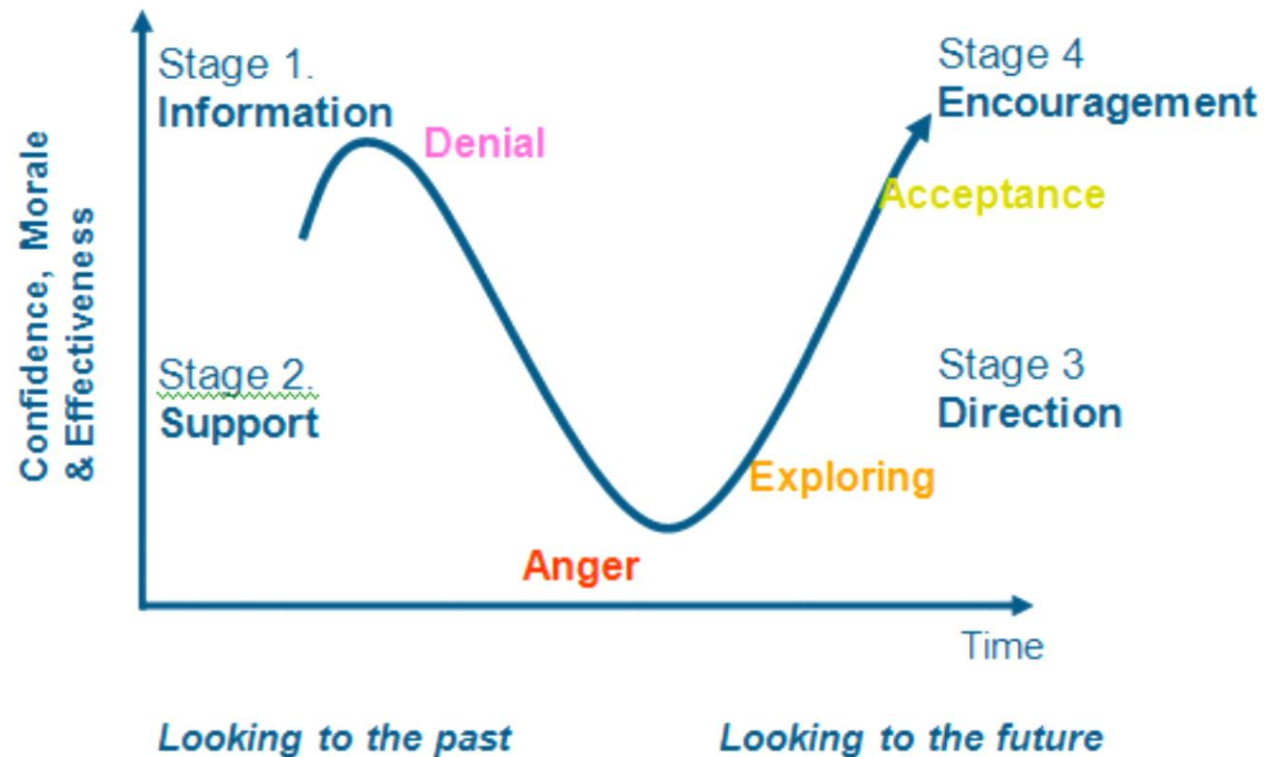 Stage 1.
Information
Denial
Stage 4
Encouragement
Acceptance
Confidence, Morale
& Effectiveness
Stage 2.
Support
Stage 3
Direction
Exploring
Anger
Time
Looking to the past
Looking to the future